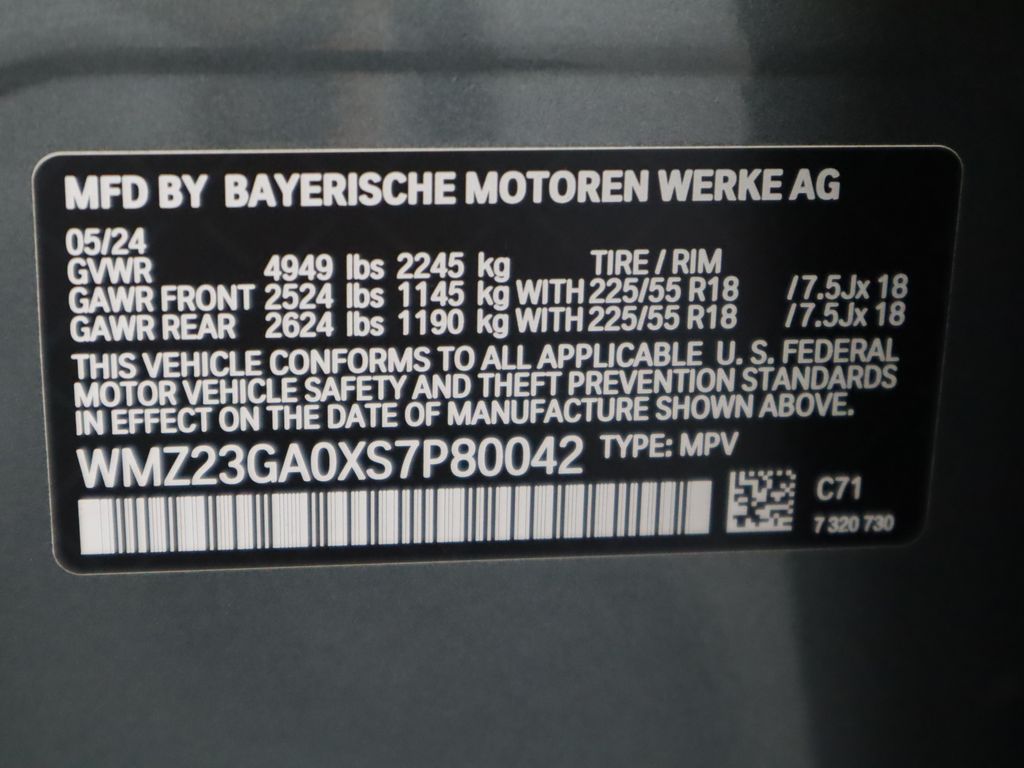 MFD BY BAYERISCHE MOTOREN WERKE AG
05/24
GVWR 4949 lbs 2245 kg TIRE / RIM
GAWR FRONT 2524 lbs 1145 kg WITH 225/55 R18 /7.5Jx 18
GAWR REAR 2624 lbs 1190 kg WITH 225/55 R18 /7.5Jx 18
THIS VEHICLE CONFORMS TO ALL APPLICABLE U. S. FEDERAL
MOTOR VEHICLE SAFETY AND THEFT PREVENTION STANDARDS
IN EFFECT ON THE DATE OF MANUFACTURE SHOWN ABOVE.
WMZ23GA0XS7P80042 TYPE: MPV
C71
7 320 730